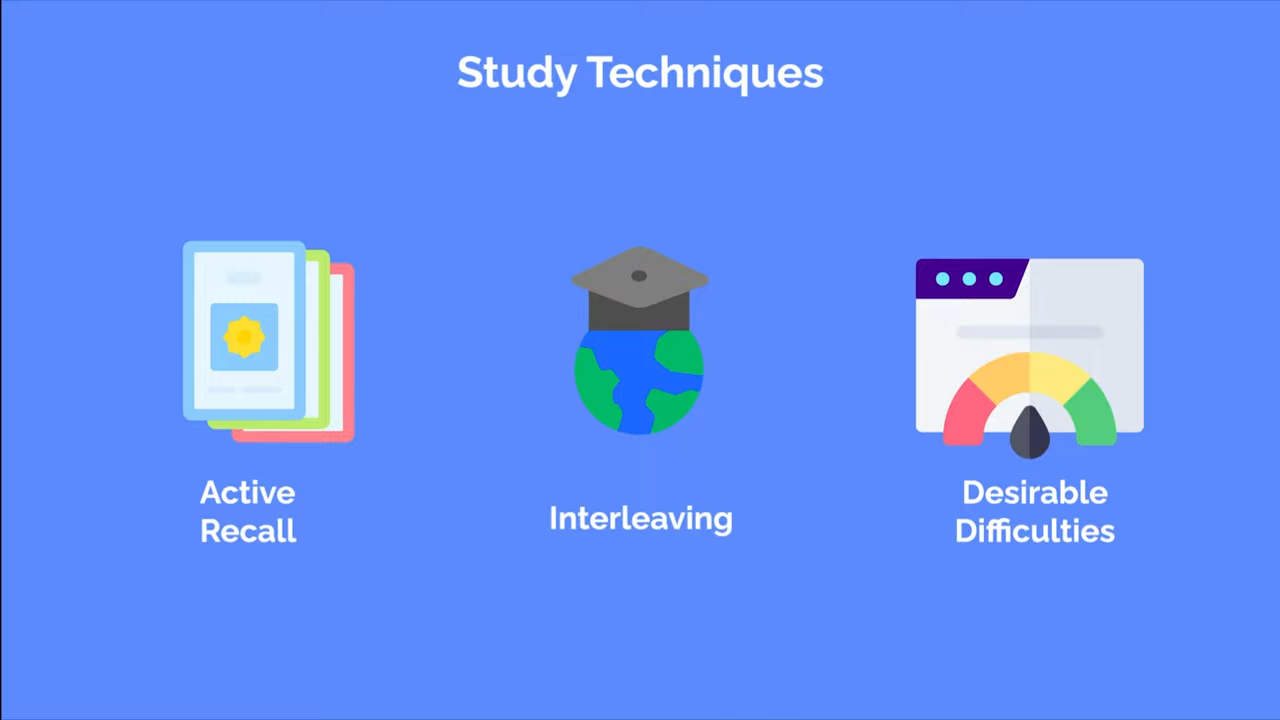 Study Techniques
Active
Recall
Interleaving
Desirable
Difficulties